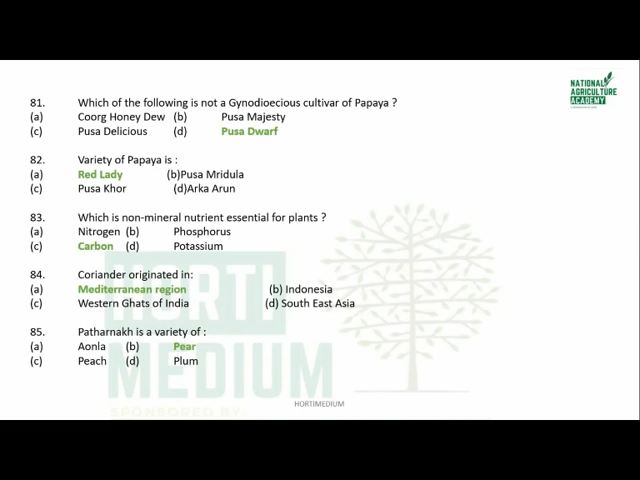 NATIONAL
AGRICULTURE
ACADEMY
81. Which of the following is not a Gynodioecious cultivar of Papaya ?
(a) Coorg Honey Dew (b) Pusa Majesty
(c) Pusa Delicious (d) Pusa Dwarf
82. Variety of Papaya is :
(a) Red Lady (b)Pusa Mridula
(c) Pusa Khor (d)Arka Arun
83. Which is non-mineral nutrient essential for plants ?
(a) Nitrogen (b) Phosphorus
(c) Carbon (d) Potassium
84. Coriander originated in:
(a) Mediterranean region (b) Indonesia
(c) Western Ghats of India (d) South East Asia
85. Patharnakh is a variety of :
(a) Aonla (b) Pear
(c) Peach (d) Plum
HORTI
MEDIUM
SPONSORED BY:
HORTIMEDIUM